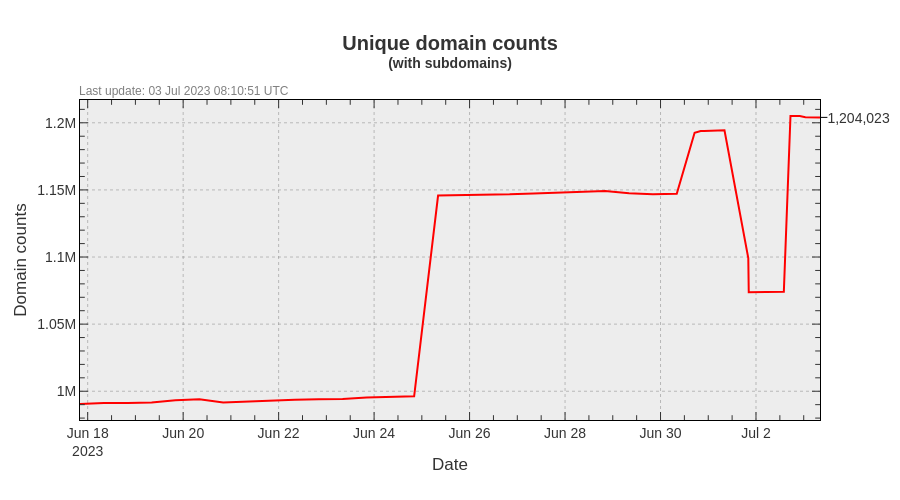 Unique domain counts
(with subdomains)
Last update: 03 Jul 2023 08:10:51 UTC
1.2M
1,204,023
1.15M
1.1M
1.05M
1M
Domain counts
Jun 18 Jun 20 Jun 22 Jun 24 Jun 26 Jun 28 Jun 30 Jul 2
2023
Date